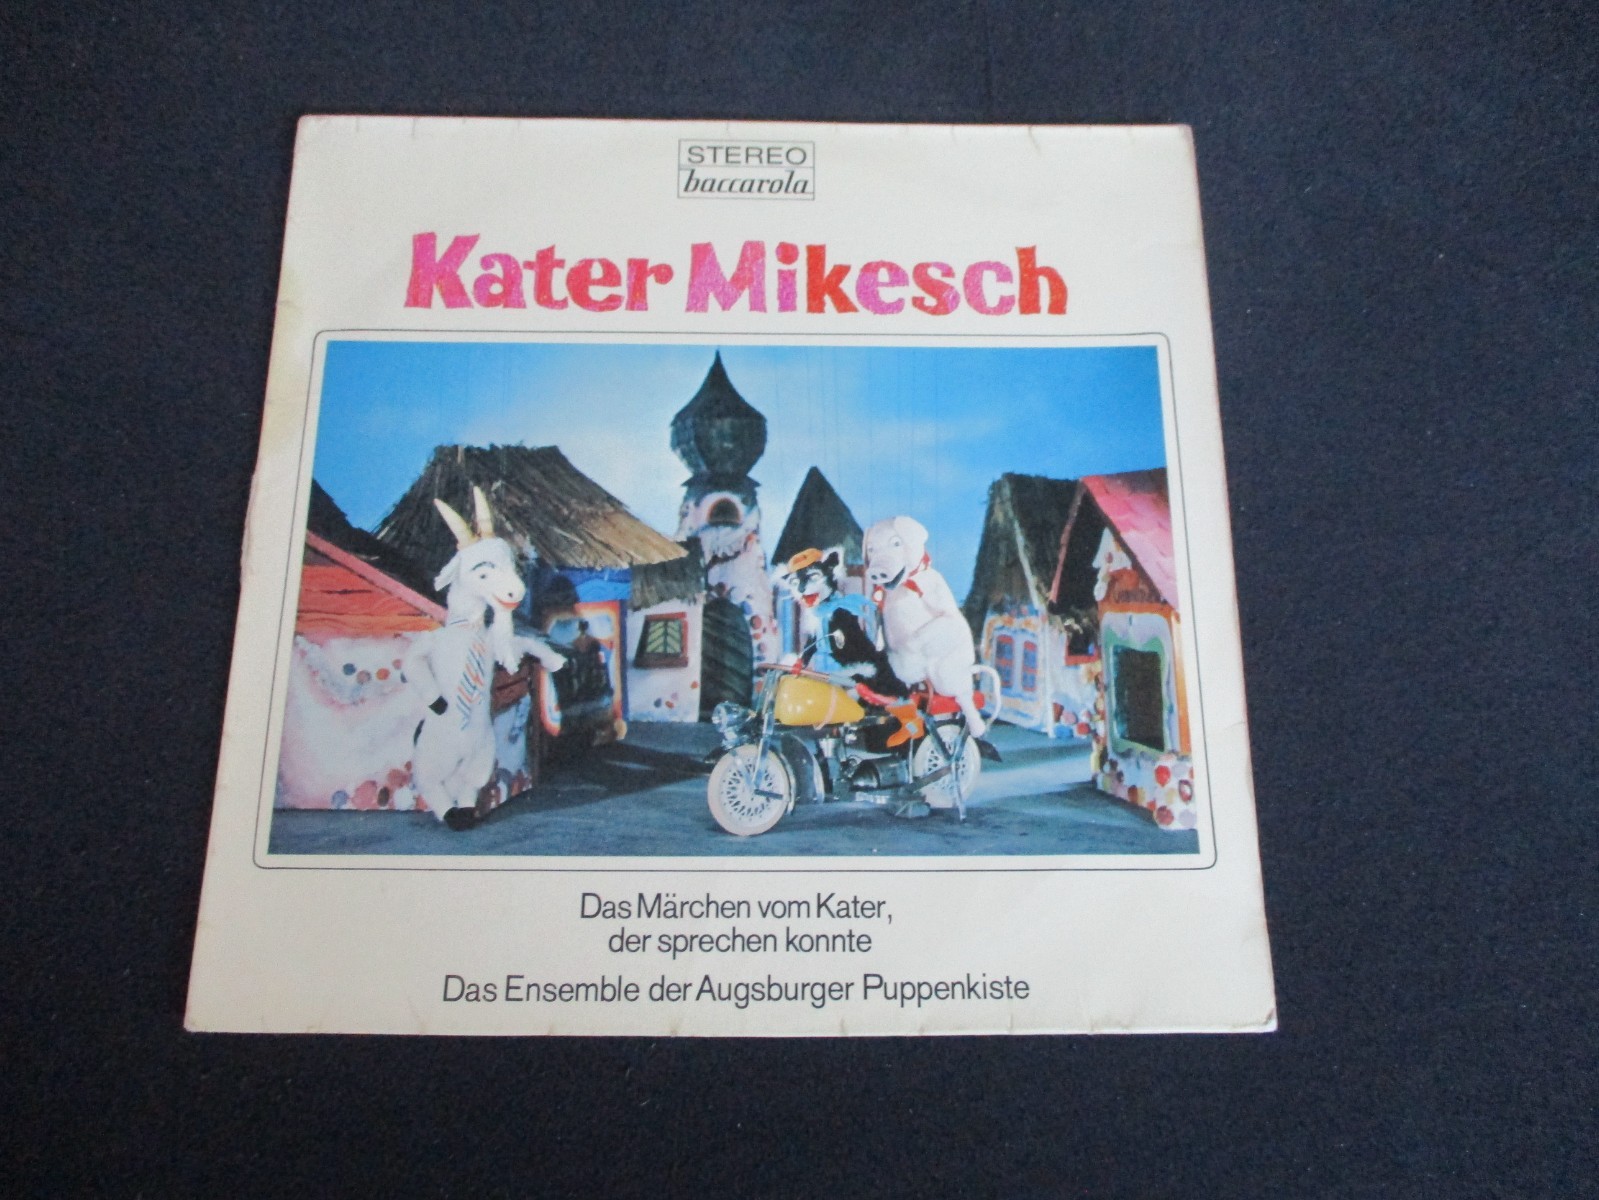 STEREO
baccarola
Kater Mikesch
Das Märchen vom Kater,
der sprechen konnte
Das Ensemble der Augsburger Puppenkiste